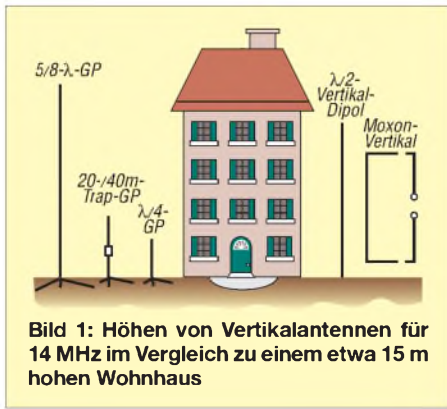 5/8-λ-GP
20-/40m-
Trap-GP
λ/4-
GP
λ/2-
Vertikal-
Dipol
Moxon-
Vertikal
Bild 1: Höhen von Vertikalantennen für
14 MHz im Vergleich zu einem etwa 15 m
hohen Wohnhaus